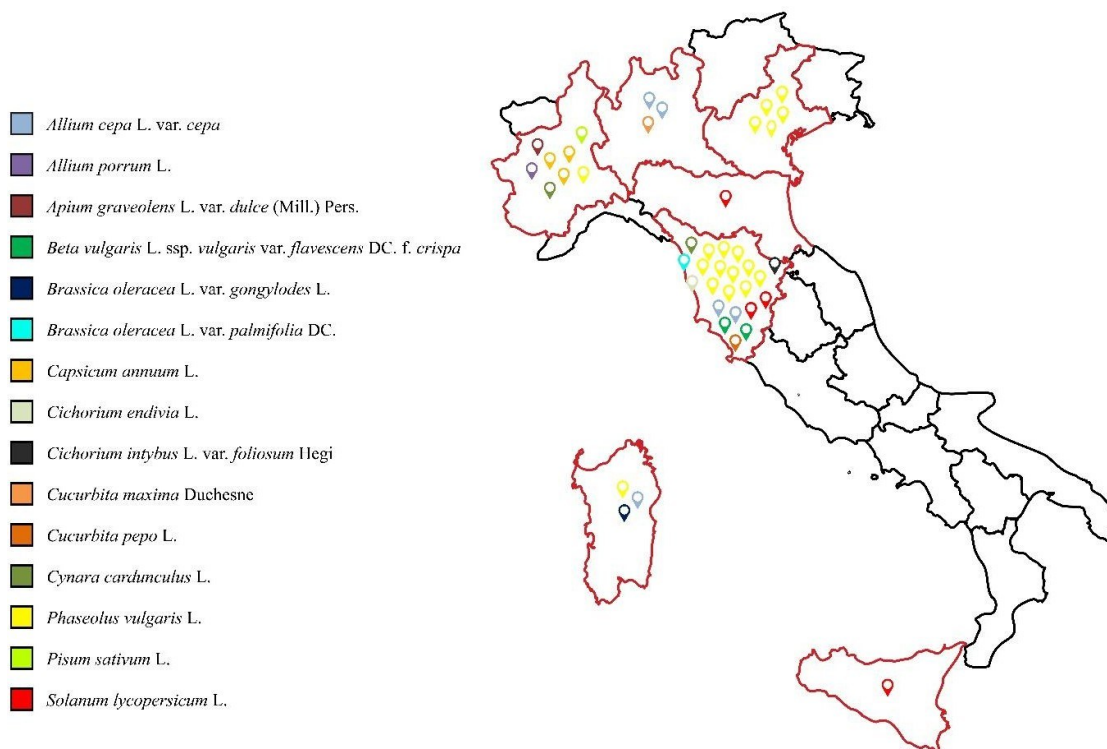 Allium cepa L. var. cepa
Allium porrum L.
Apium graveolens L. var. dulce (Mill.) Pers.
Beta vulgaris L. ssp. vulgaris var. flavescens DC. f. crispa
Brassica oleracea L. var. gongylodes L.
Brassica oleracea L. var. palmifolia DC.
Capsicum annuum L.
Cichorium endivia L.
Cichorium intybus L. var. foliosum Hegi
Cucurbita maxima Duchesne
Cucurbita pepo L.
Cynara cardunculus L.
Phaseolus vulgaris L.
Pisum sativum L.
Solanum lycopersicum L.